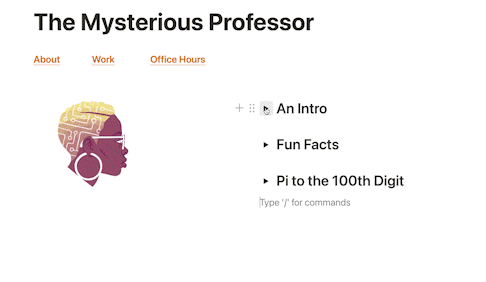 The Mysterious Professor
About Work Office Hours
An Intro
Fun Facts
Pi to the 100th Digit
Type '/' for commands